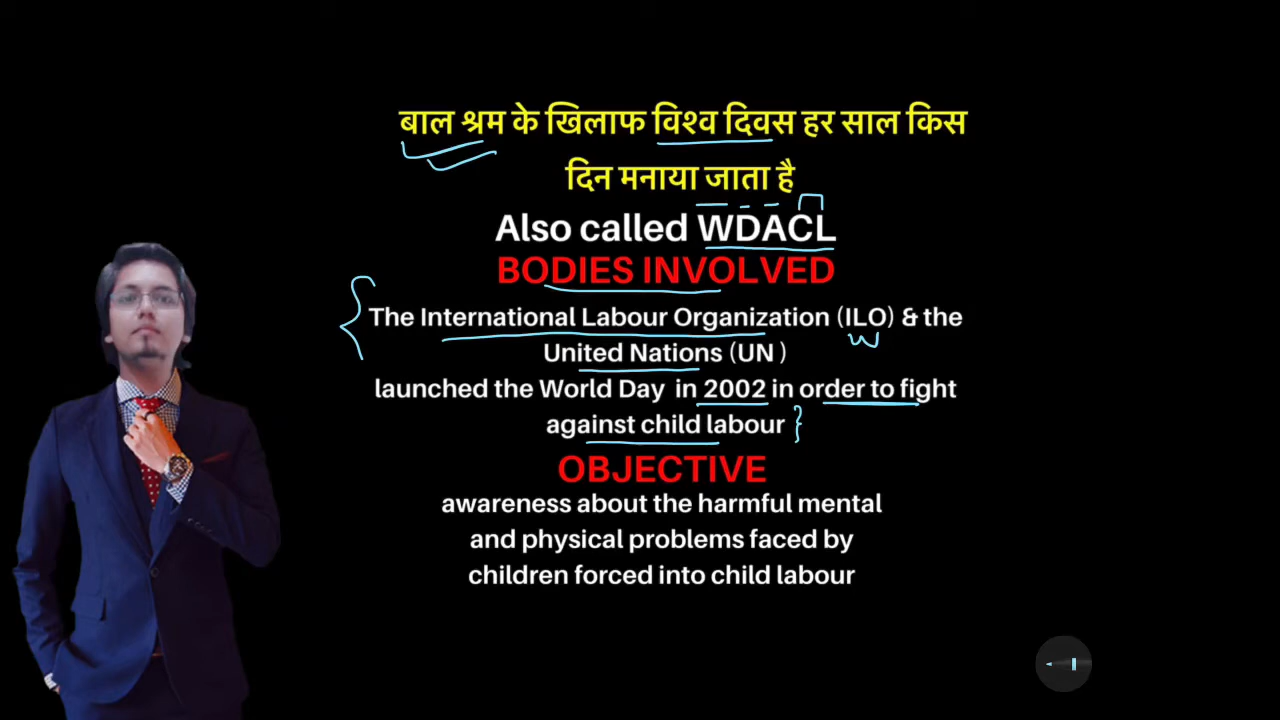 बाल श्रम के खिलाफ विश्व दिवस हर साल किस
दिन मनाया जाता है
Also called WDACL
BODIES INVOLVED
The International Labour Organization (ILO) & the
United Nations (UN )
launched the World Day in 2002 in order to fight
against child labour
OBJECTIVE
awareness about the harmful mental
and physical problems faced by
children forced into child labour